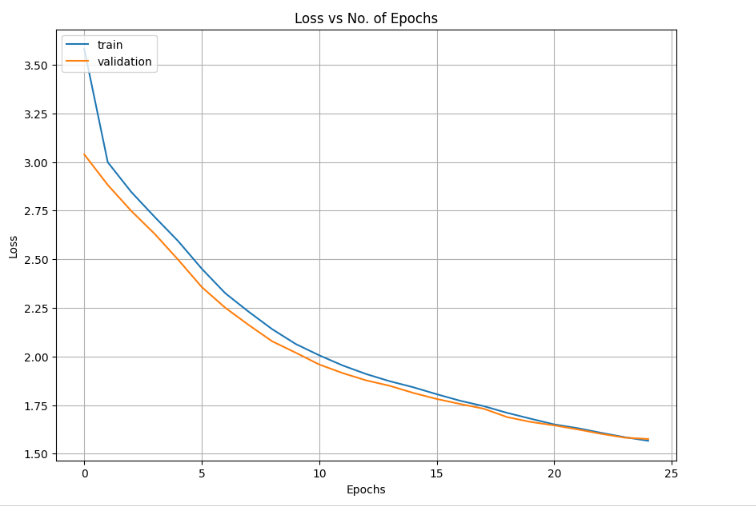 Loss vs No. of Epochs
train
validation
3.50
3.25
3.00
2.75
2.50
2.25
2.00
1.75
1.50
Loss
0 5 10 15 20 25
Epochs